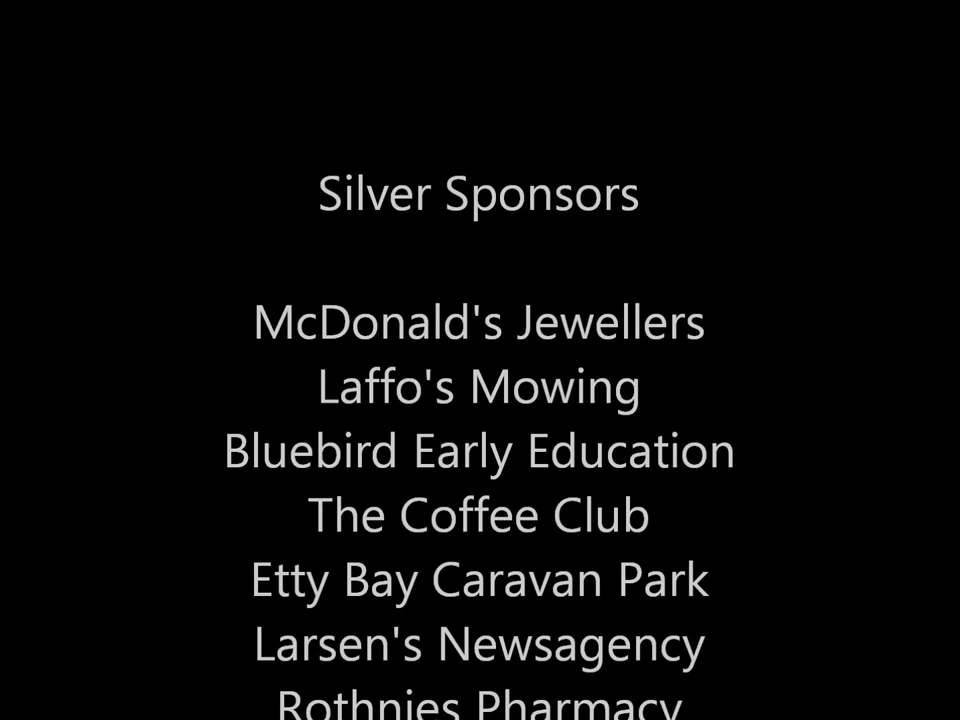 Silver Sponsors
McDonald's Jewellers
Laffo's Mowing
Bluebird Early Education
The Coffee Club
Etty Bay Caravan Park
Larsen's Newsagency
Rothnies Pharmacy